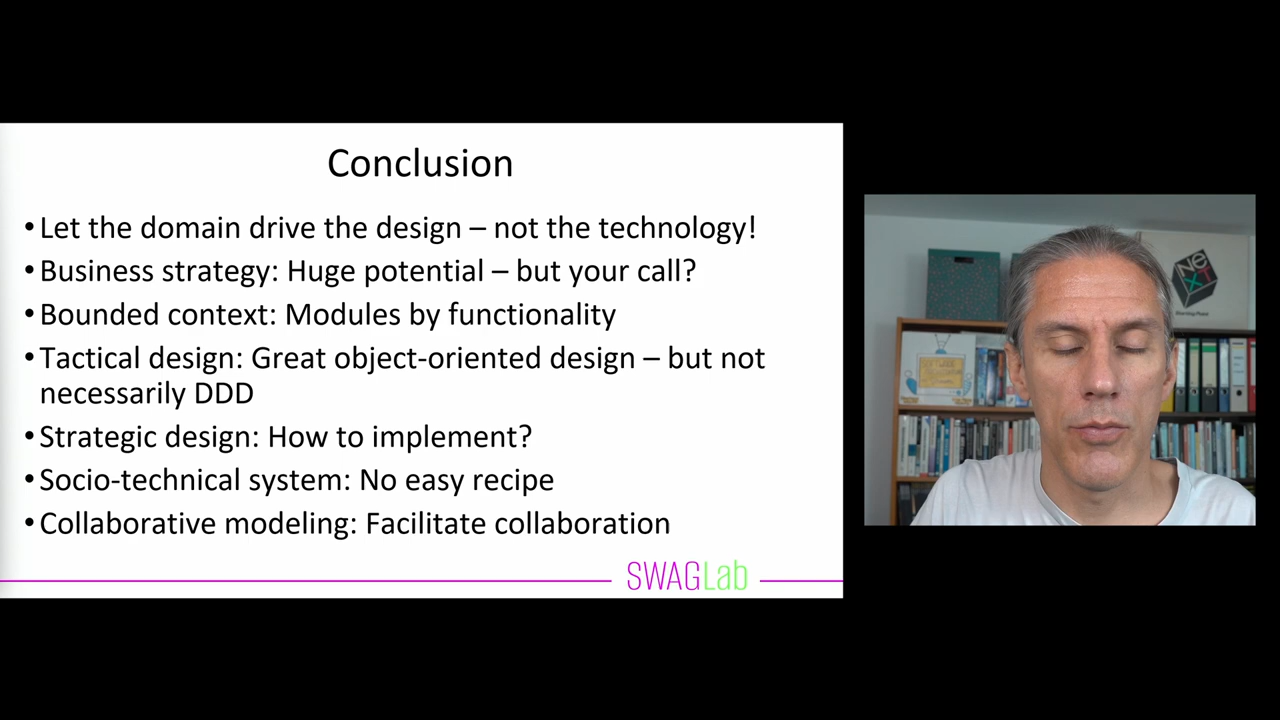 Conclusion
• Let the domain drive the design – not the technology!
• Business strategy: Huge potential – but your call?
• Bounded context: Modules by functionality
• Tactical design: Great object-oriented design – but not
necessarily DDD
• Strategic design: How to implement?
• Socio-technical system: No easy recipe
• Collaborative modeling: Facilitate collaboration
SWAGLab
NeXT